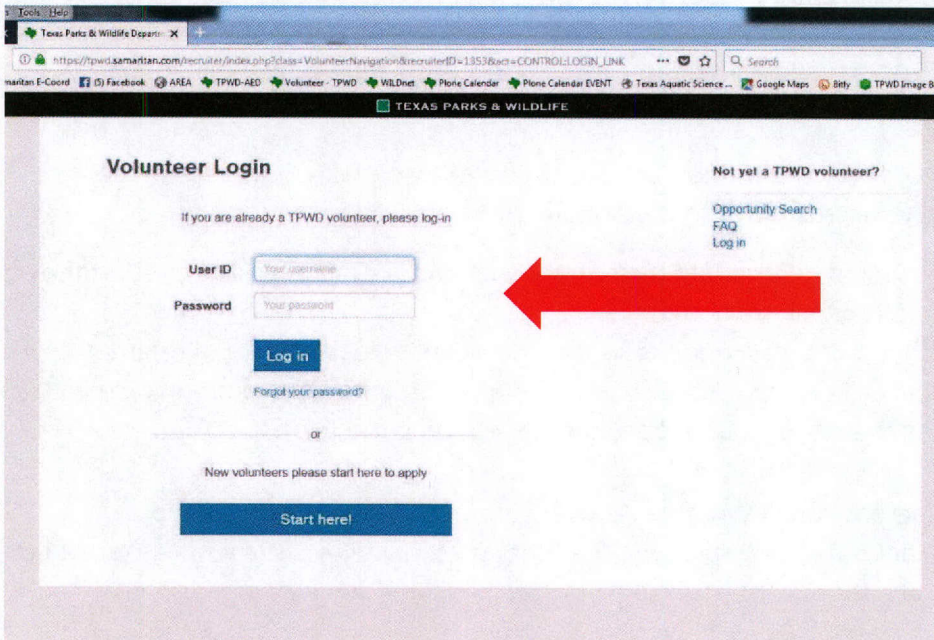 Tools Help
Texas Parks & Wildlife Departm
https://tpwd.samaritan.com/recruiter/index.php?class=VolunteerNavigation&recruiterID=1353&act=CONTROL:LOGIN_LINK ... Search
maritan E-Coord (5) Facebook AREA TPWD-AED Volunteer - TPWD WILDnet Plone Calendar Plone Calendar EVENT Texas Aquatic Science ... Google Maps Bitly TPWD Image B
TEXAS PARKS & WILDLIFE
Volunteer Login
Not yet a TPWD volunteer?
If you are already a TPWD volunteer, please log-in
Opportunity Search
FAQ
Log in
User ID Your username
Password Your password
Log in
Forgot your password?
or
New volunteers please start here to apply
Start here!